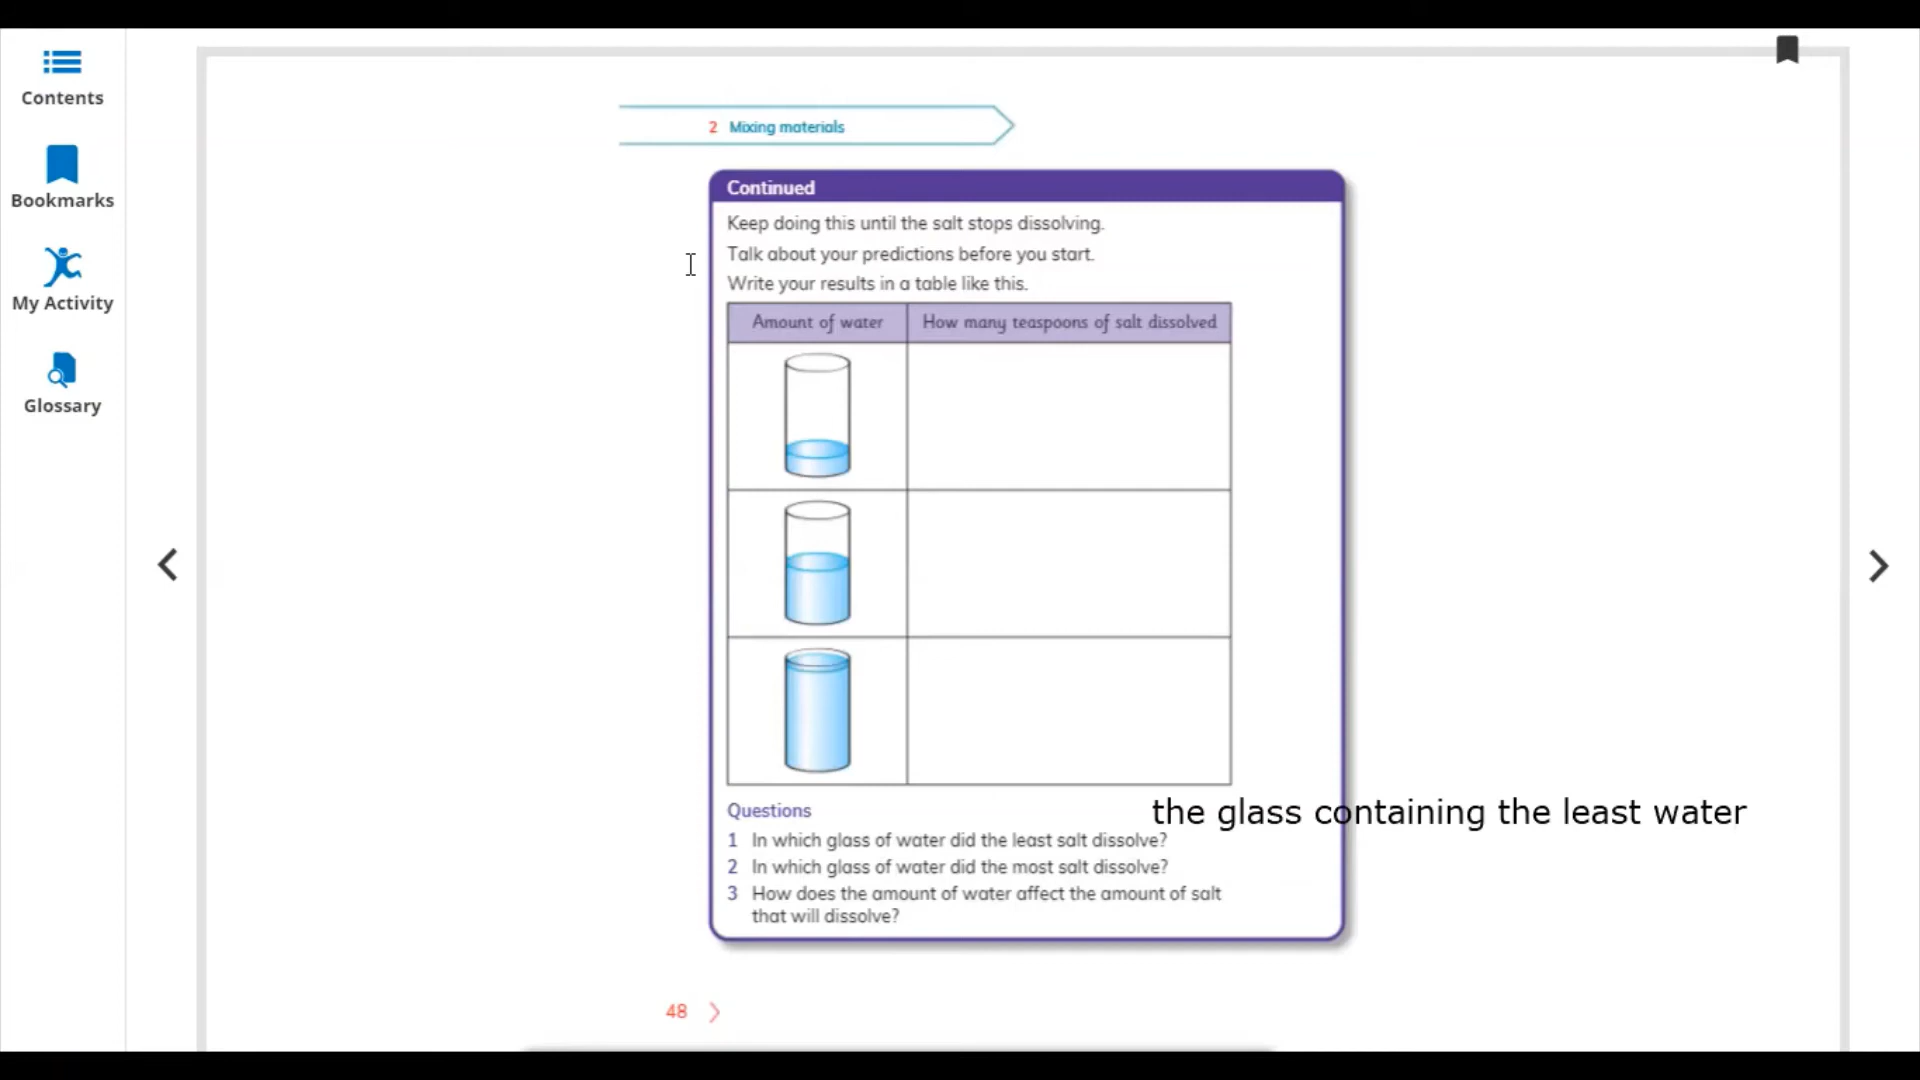 Contents
Bookmarks
My Activity
Glossary
2 Mixing materials
Continued
Keep doing this until the salt stops dissolving.
Talk about your predictions before you start.
Write your results in a table like this.
Amount of water How many teaspoons of salt dissolved
Questions
the glass containing the least water
1 In which glass of water did the least salt dissolve?
2 In which glass of water did the most salt dissolve?
3 How does the amount of water affect the amount of salt
that will dissolve?
48